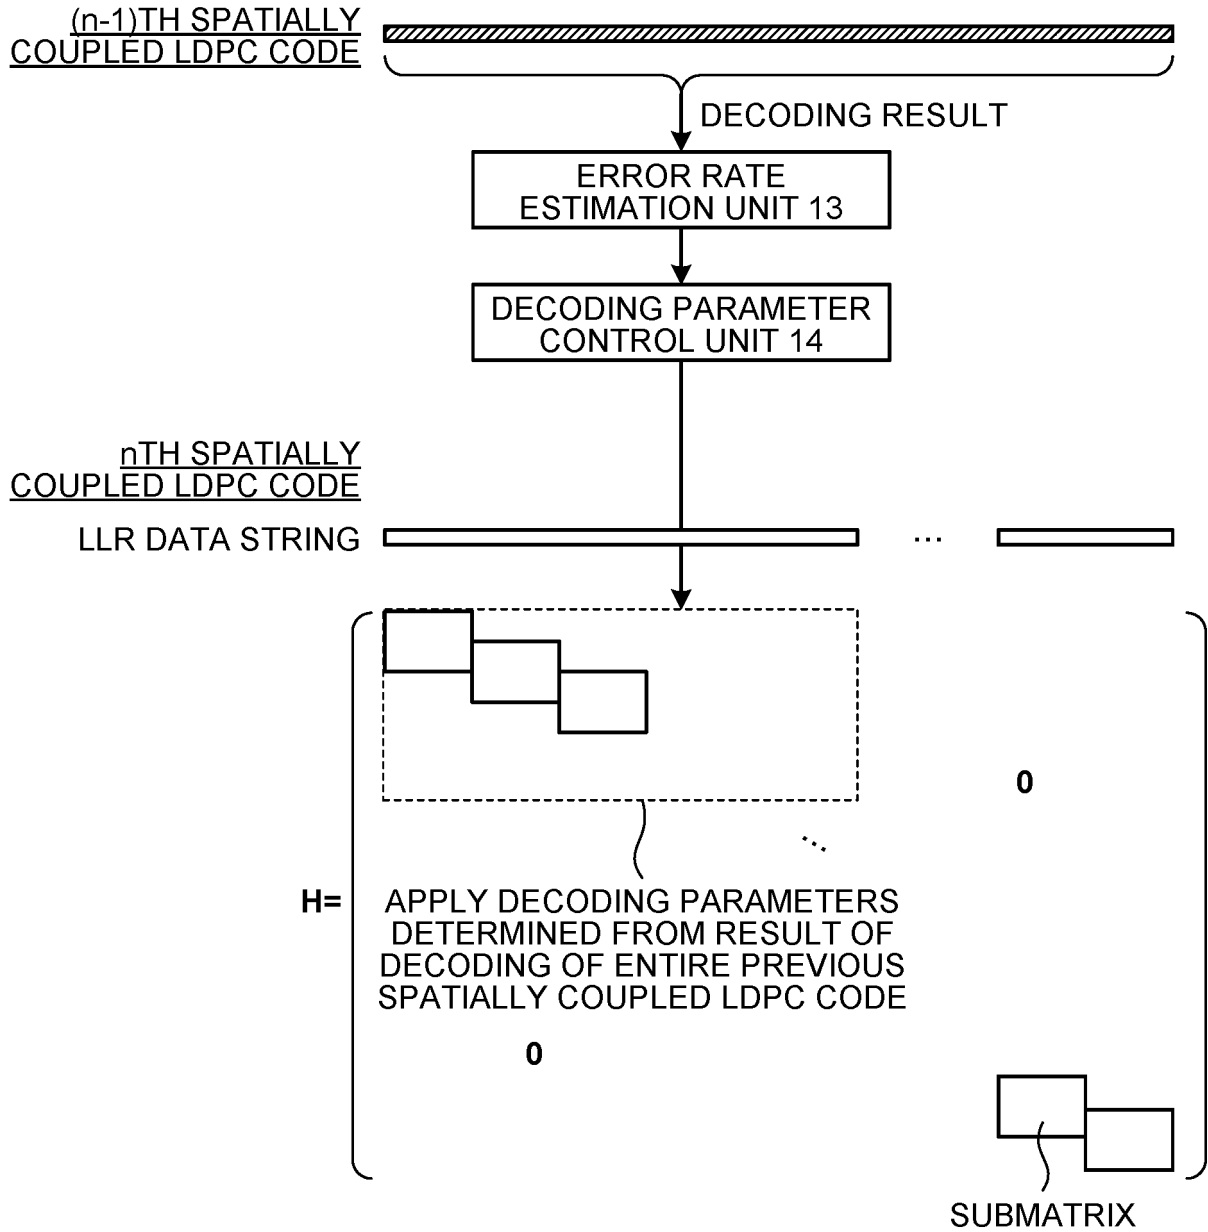 (n-1)TH SPATIALLY
COUPLED LDPC CODE
DECODING RESULT
ERROR RATE
ESTIMATION UNIT 13
DECODING PARAMETER
CONTROL UNIT 14
nTH SPATIALLY
COUPLED LDPC CODE
LLR DATA STRING
...
0
...
H=
APPLY DECODING PARAMETERS
DETERMINED FROM RESULT OF
DECODING OF ENTIRE PREVIOUS
SPATIALLY COUPLED LDPC CODE
0
SUBMATRIX